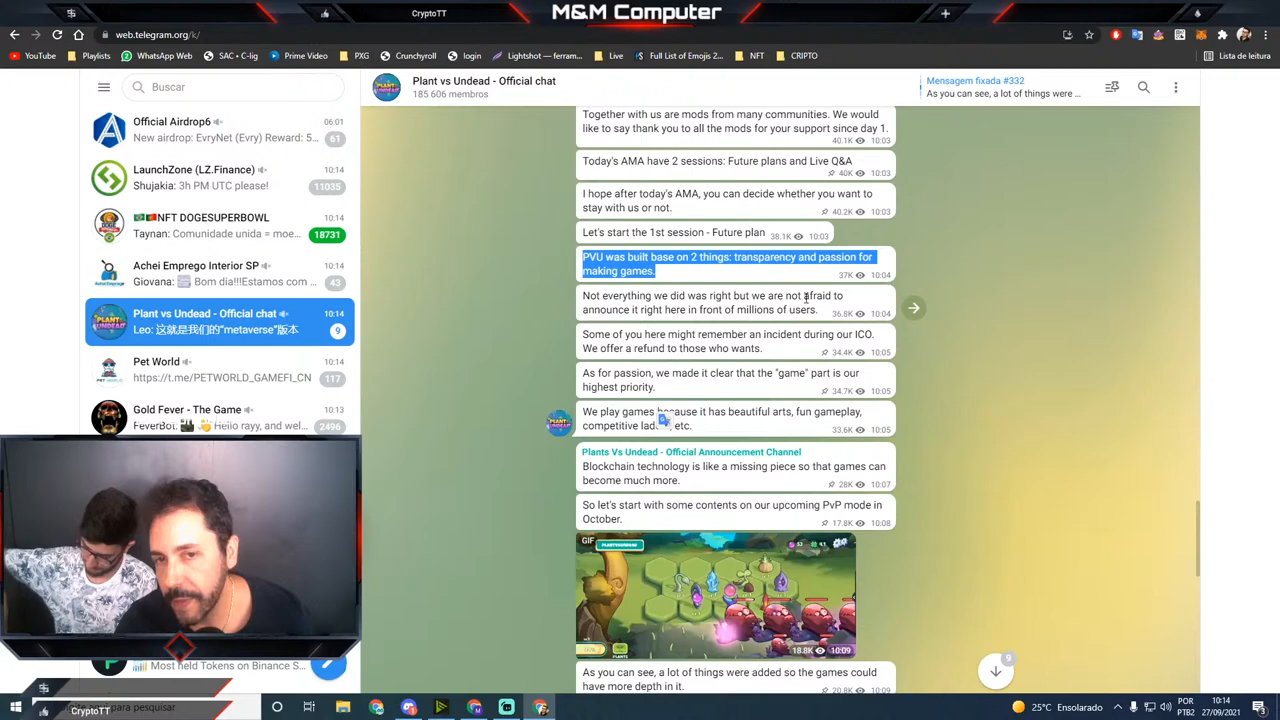 CryptoTT
M&M Computer
web.telegram.org/k/
YouTube
Playlists
WhatsApp Web
SAC • C-lig
Prime Video
PXG
Crunchyroll
login
Lightshot — ferram...
Full List of Emojis 2...
NFT
CRIPTO
Lista de leitura
Buscar
Plant vs Undead - Official chat
185 606 membros
Mensagem fixada #332
As you can see, a lot of things were ...
Official Airdrop6
06:01
New airdrop: EvryNet (Evry) Reward: 5...
61
LaunchZone (LZ.Finance)
10:14
Shujakia: 3h PM UTC please!
11035
NFT DOGESUPERBOWL
10:14
Taynan: Comunidade unida = moe...
18731
Achei Emprego Interior SP
10:14
Giovana: Bom dia!!!Estamos com ...
43
Plant vs Undead - Official chat
10:14
Leo: 这就是我们的“metaverse”版本
9
Pet World
10:14
https://t.me/PETWORLD_GAMEFI_CN
117
Gold Fever - The Game
10:13
FeverBot: Hello rayy, and wel...
2496
Most held Tokens on Binance S...
Together with us are mods from many communities. We would
like to say thank you to all the mods for your support since day 1.
40.1K 10:03
Today's AMA have 2 sessions: Future plans and Live Q&A
40K 10:03
I hope after today's AMA, you can decide whether you want to
stay with us or not.
40.2K 10:03
Let's start the 1st session - Future plan
38.1K 10:03
PVU was built base on 2 things: transparency and passion for
making games.
37K 10:04
Not everything we did was right but we are not afraid to
announce it right here in front of millions of users.
36.8K 10:04
Some of you here might remember an incident during our ICO.
We offer a refund to those who wants.
34.4K 10:05
As for passion, we made it clear that the "game" part is our
highest priority.
34.7K 10:05
We play games because it has beautiful arts, fun gameplay,
etc.
33.6K 10:05
Plants Vs Undead - Official Announcement Channel
Blockchain technology is like a missing piece so that games can
become much more.
28K 10:07
So let's start with some contents on our upcoming PvP mode in
October.
17.8K 10:08
GIF
PLANTVSUNDEAD
PLANTS
18.8K 10:09
As you can see, a lot of things were added so the games could
have more depth in it.
20.8K 10:09
9
CryptoTT
aqui para pesquisar
25°C Ensolarado
POR
PTB2
10:14
27/09/2021